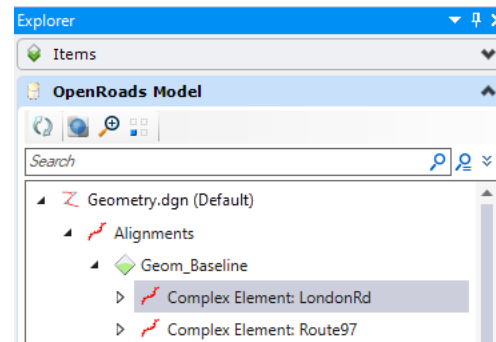 Explorer
Items
OpenRoads Model
Search
Geometry.dgn (Default)
Alignments
Geom_Baseline
Complex Element: LondonRd
Complex Element: Route97